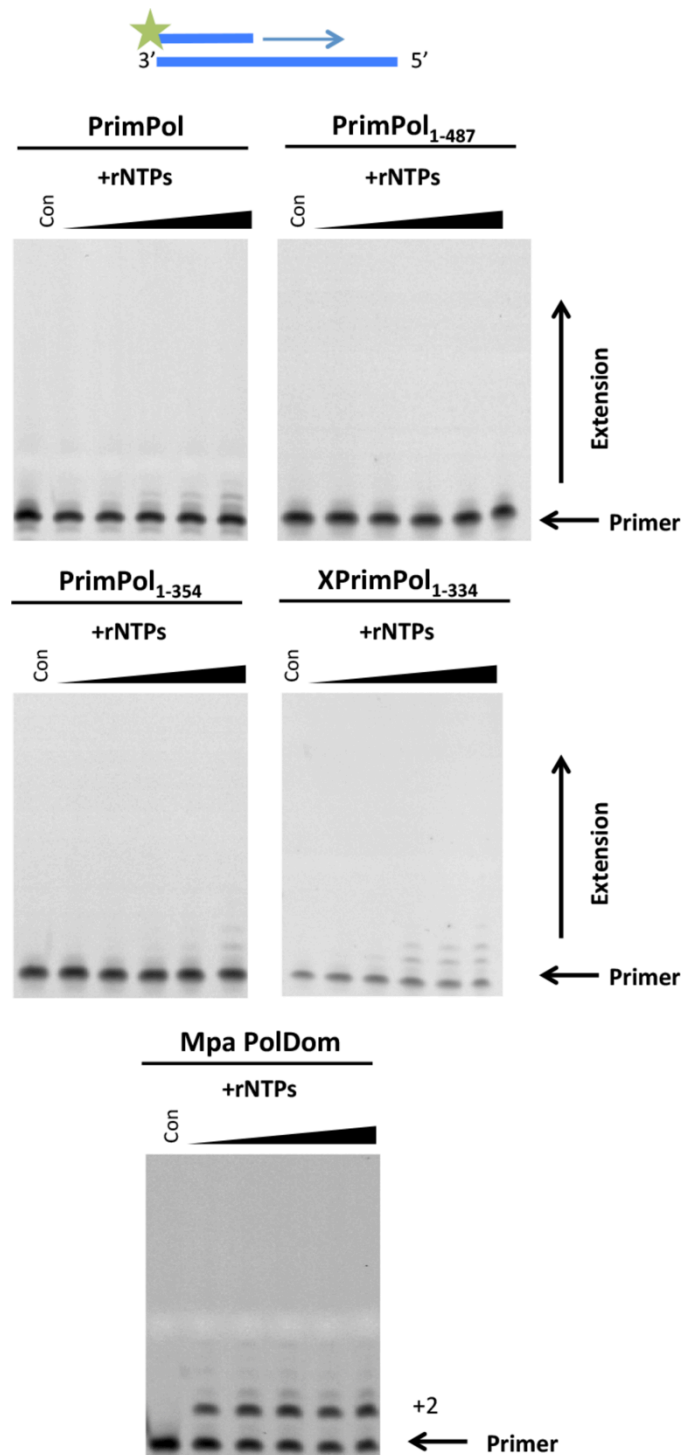 3’ 5’
PrimPol PrimPol1-487
+rNTPs +rNTPs
Con Con
Extension
Primer
PrimPol1-354 XPrimPol1-334
+rNTPs +rNTPs
Con Con
Extension
Primer
Mpa PolDom
+rNTPs
Con
+2
Primer